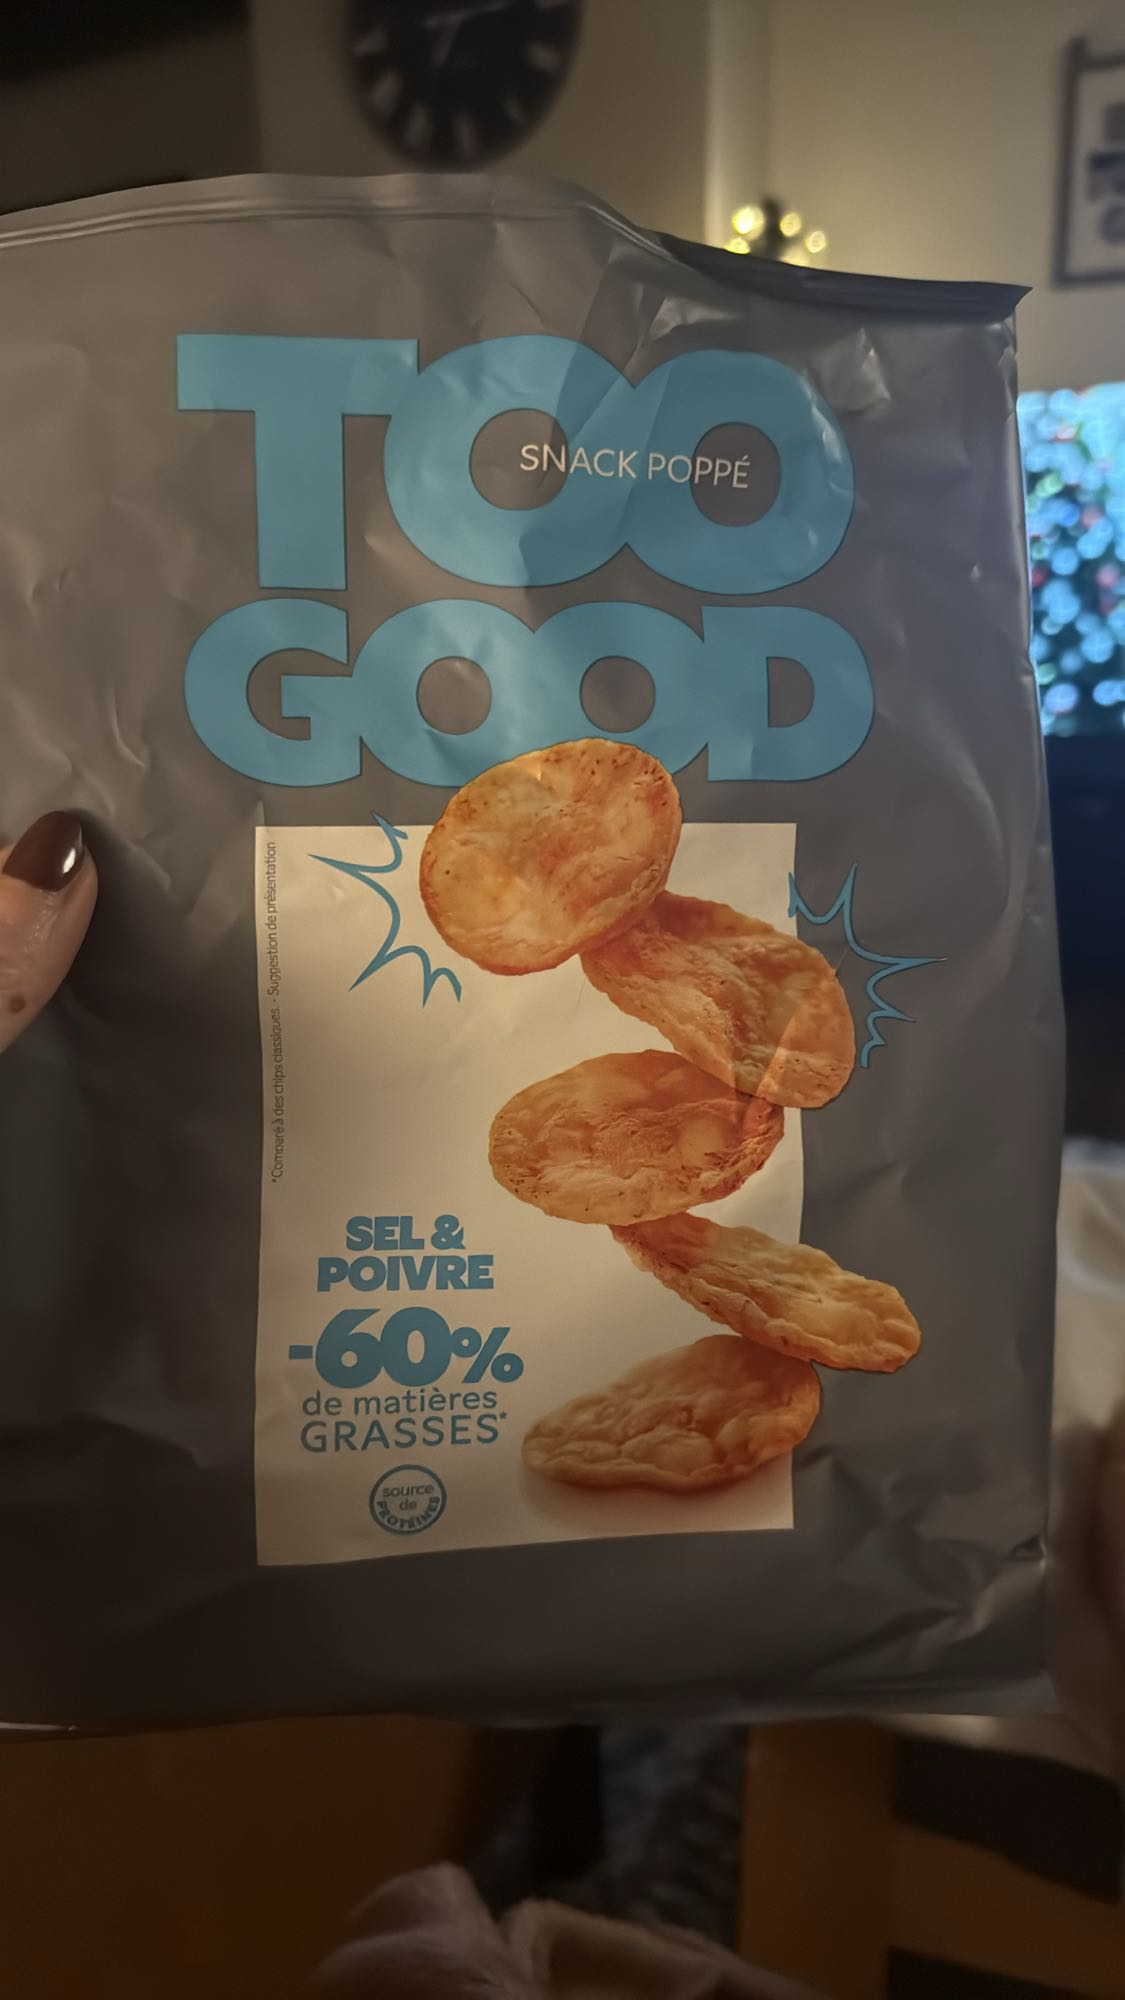 TOO
SNACK POPPÉ
GOOD
*Comparé à des chips classiques. - Suggestion de présentation
SEL &
POIVRE
-60%
de matières
GRASSES*
source
de
PROTÉINES